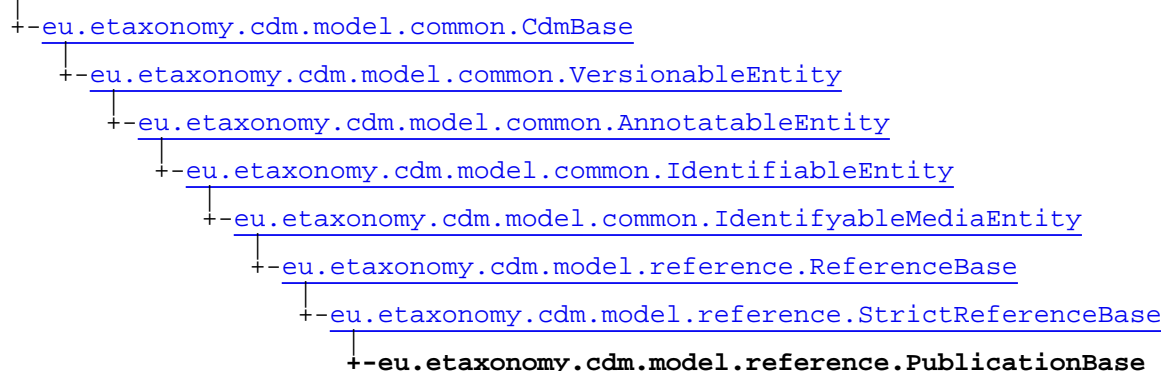 +-eu.etaxonomy.cdm.model.common.CdmBase
+-eu.etaxonomy.cdm.model.common.VersionableEntity
+-eu.etaxonomy.cdm.model.common.AnnotatableEntity
+-eu.etaxonomy.cdm.model.common.IdentifiableEntity
+-eu.etaxonomy.cdm.model.common.IdentifyableMediaEntity
+-eu.etaxonomy.cdm.model.reference.ReferenceBase
+-eu.etaxonomy.cdm.model.reference.StrictReferenceBase
+-eu.etaxonomy.cdm.model.reference.PublicationBase